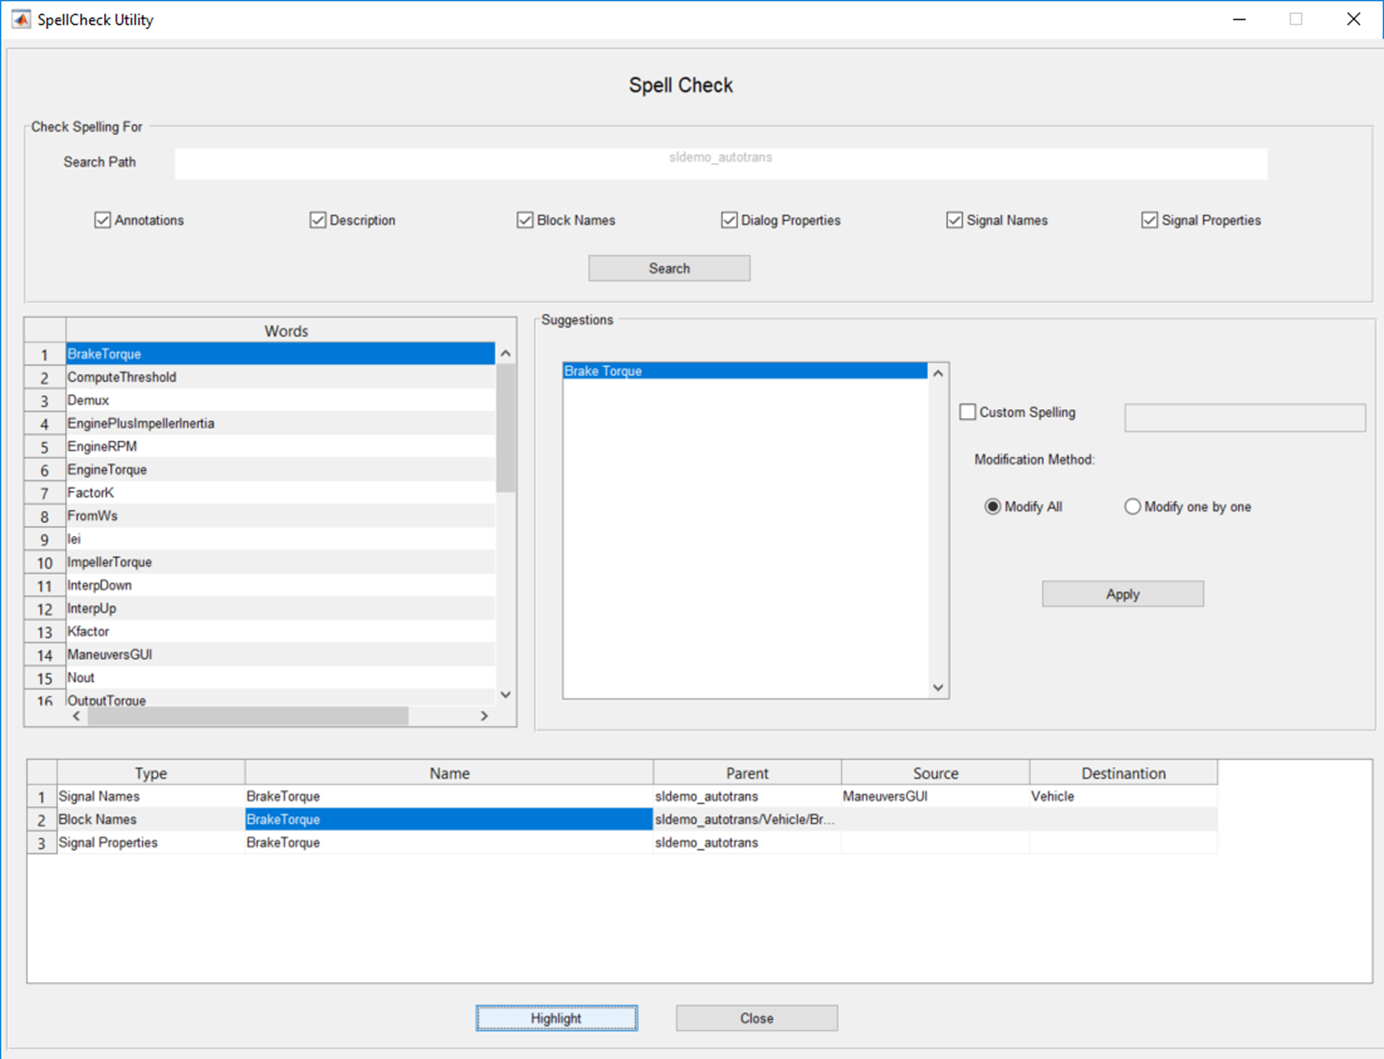 SpellCheck Utility
Spell Check
Check Spelling For
Search Path
sldemo_autotrans
Annotations
Description
Block Names
Dialog Properties
Signal Names
Signal Properties
Search
Words
1 BrakeTorque
2 ComputeThreshold
3 Demux
4 EnginePlusImpellerInertia
5 EngineRPM
6 EngineTorque
7 FactorK
8 FromWs
9 Iei
10 ImpellerTorque
11 InterpDown
12 InterpUp
13 Kfactor
14 ManeuversGUI
15 Nout
16 OutputTorque
Suggestions
Brake Torque
Custom Spelling
Modification Method:
Modify All
Modify one by one
Apply
Type Name Parent Source Destinantion
1 Signal Names BrakeTorque sldemo_autotrans ManeuversGUI Vehicle
2 Block Names BrakeTorque sldemo_autotrans/Vehicle/Br...
3 Signal Properties BrakeTorque sldemo_autotrans
Highlight
Close